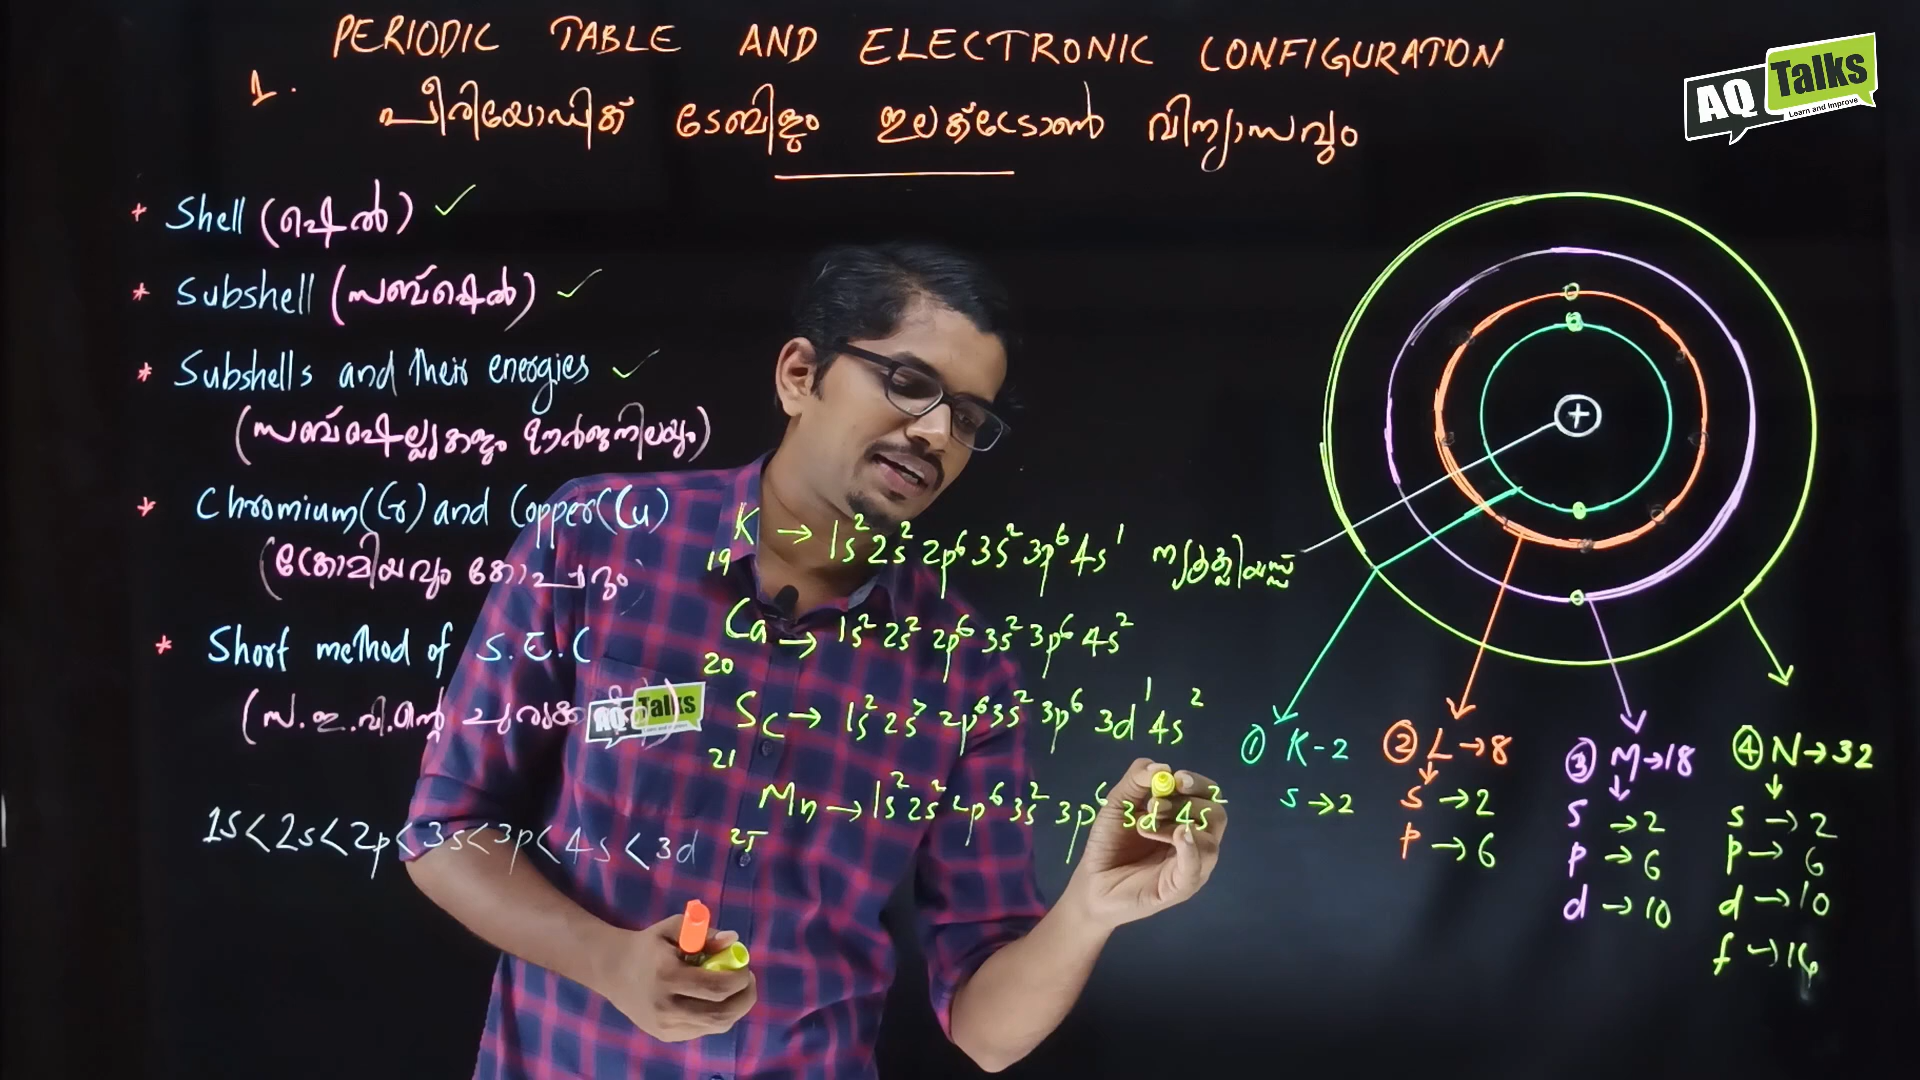 PERIODIC TABLE AND ELECTRONIC CONFIGURATION
1.
പീരിയോഡിക് ടേബിളും ഇലക്ട്രോൺ വിന്യാസവും
AQ Talks
Learn and Improve
* Shell (ഷെൽ) ✓
* Subshell (സബ്ഷെൽ) ✓
* Subshells and their energies ✓
(സബ്ഷെല്ലുകളും ഊർജനിലയും)
* Chromium(Cr) and Copper(Cu)
(ക്രോമിയവും കോപ്പറും)
* Short method of S.E.C
(സ.ഇ.വി.ന്റെ
AQ Talks
1s<2s<2p<3s<3p<4s<3d
19 K → 1s² 2s² 2p⁶ 3s² 3p⁶ 4s¹
20 Ca → 1s² 2s² 2p⁶ 3s² 3p⁶ 4s²
21 Sc → 1s² 2s² 2p⁶ 3s² 3p⁶ 3d¹ 4s²
25 Mn → 1s² 2s² 2p⁶ 3s² 3p⁶ 3d 4s²
+
ന്യൂക്ലിയസ്സ്
① K-2
s → 2
② L → 8
s → 2
p → 6
③ M → 18
s → 2
p → 6
d → 10
④ N → 32
s → 2
p → 6
d → 10
f → 14